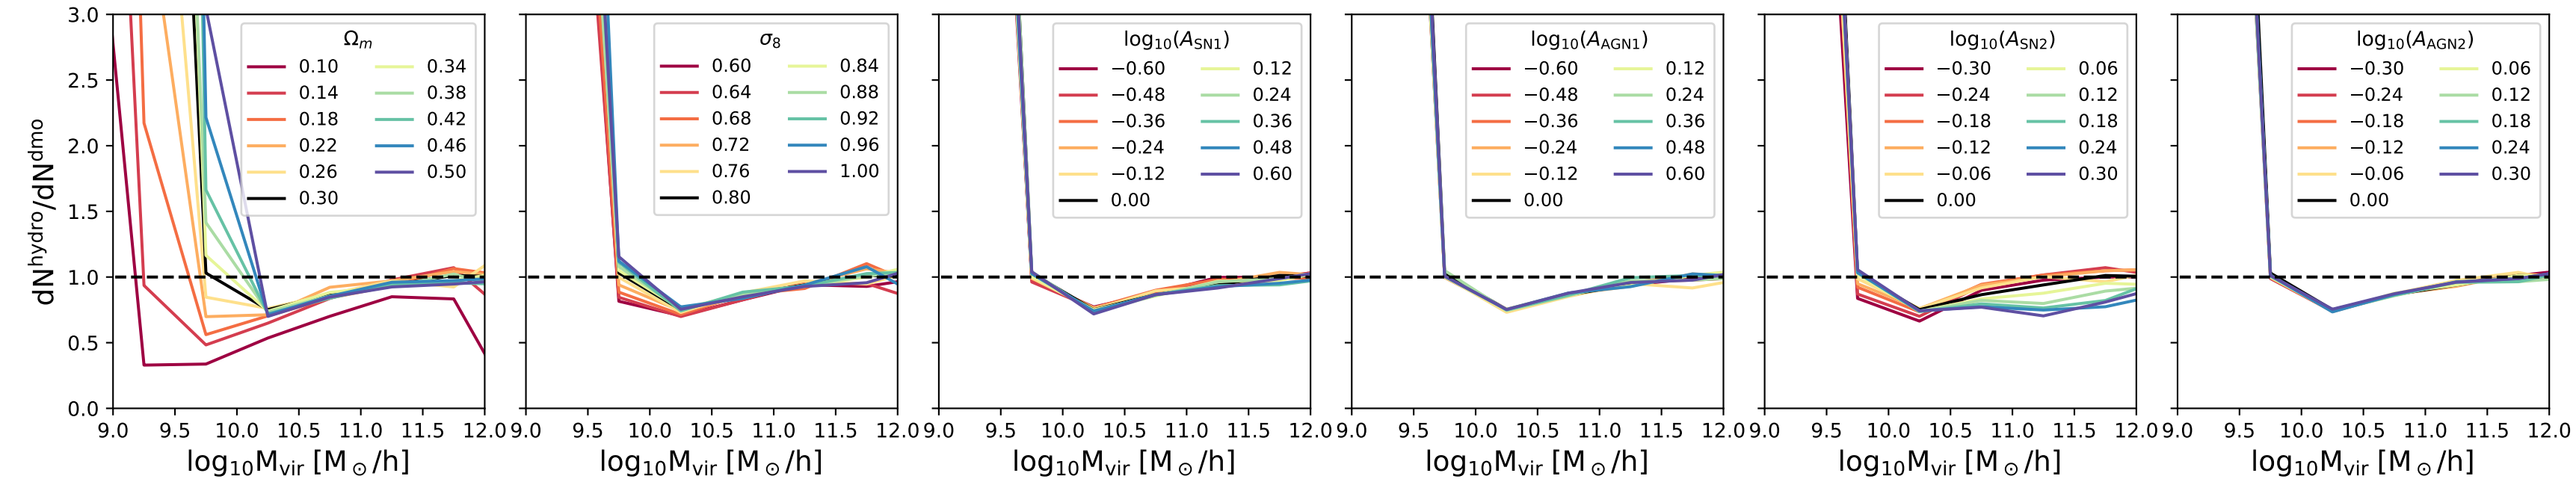 dN^hydro/dN^dmo
3.0
2.5
2.0
1.5
1.0
0.5
0.0
Ω_m
0.10 0.34
0.14 0.38
0.18 0.42
0.22 0.46
0.26 0.50
0.30
9.0 9.5 10.0 10.5 11.0 11.5 12.0
log₁₀M_vir [M_⊙/h]
σ₈
0.60 0.84
0.64 0.88
0.68 0.92
0.72 0.96
0.76 1.00
0.80
9.0 9.5 10.0 10.5 11.0 11.5 12.0
log₁₀M_vir [M_⊙/h]
log₁₀(A_SN1)
−0.60 0.12
−0.48 0.24
−0.36 0.36
−0.24 0.48
−0.12 0.60
0.00
9.0 9.5 10.0 10.5 11.0 11.5 12.0
log₁₀M_vir [M_⊙/h]
log₁₀(A_AGN1)
−0.60 0.12
−0.48 0.24
−0.36 0.36
−0.24 0.48
−0.12 0.60
0.00
9.0 9.5 10.0 10.5 11.0 11.5 12.0
log₁₀M_vir [M_⊙/h]
log₁₀(A_SN2)
−0.30 0.06
−0.24 0.12
−0.18 0.18
−0.12 0.24
−0.06 0.30
0.00
9.0 9.5 10.0 10.5 11.0 11.5 12.0
log₁₀M_vir [M_⊙/h]
log₁₀(A_AGN2)
−0.30 0.06
−0.24 0.12
−0.18 0.18
−0.12 0.24
−0.06 0.30
0.00
9.0 9.5 10.0 10.5 11.0 11.5 12.0
log₁₀M_vir [M_⊙/h]